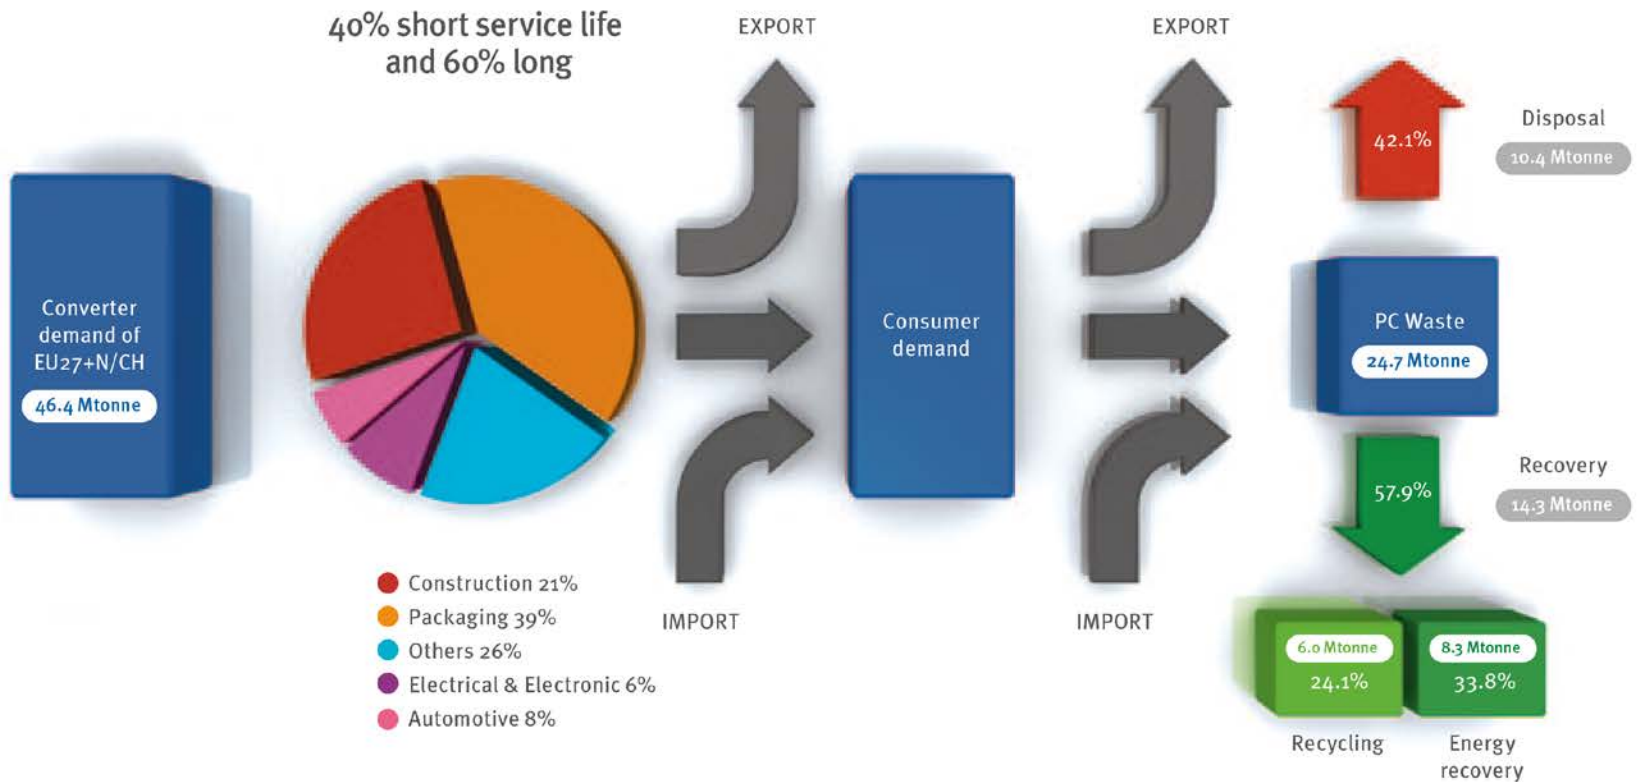 40% short service life
and 60% long
EXPORT
EXPORT
42.1%
Disposal
10.4 Mtonne
Converter
demand of
EU27+N/CH
46.4 Mtonne
Consumer
demand
PC Waste
24.7 Mtonne
57.9%
Recovery
14.3 Mtonne
Construction 21%
Packaging 39%
Others 26%
Electrical & Electronic 6%
Automotive 8%
IMPORT
IMPORT
6.0 Mtonne
24.1%
Recycling
8.3 Mtonne
33.8%
Energy
recovery